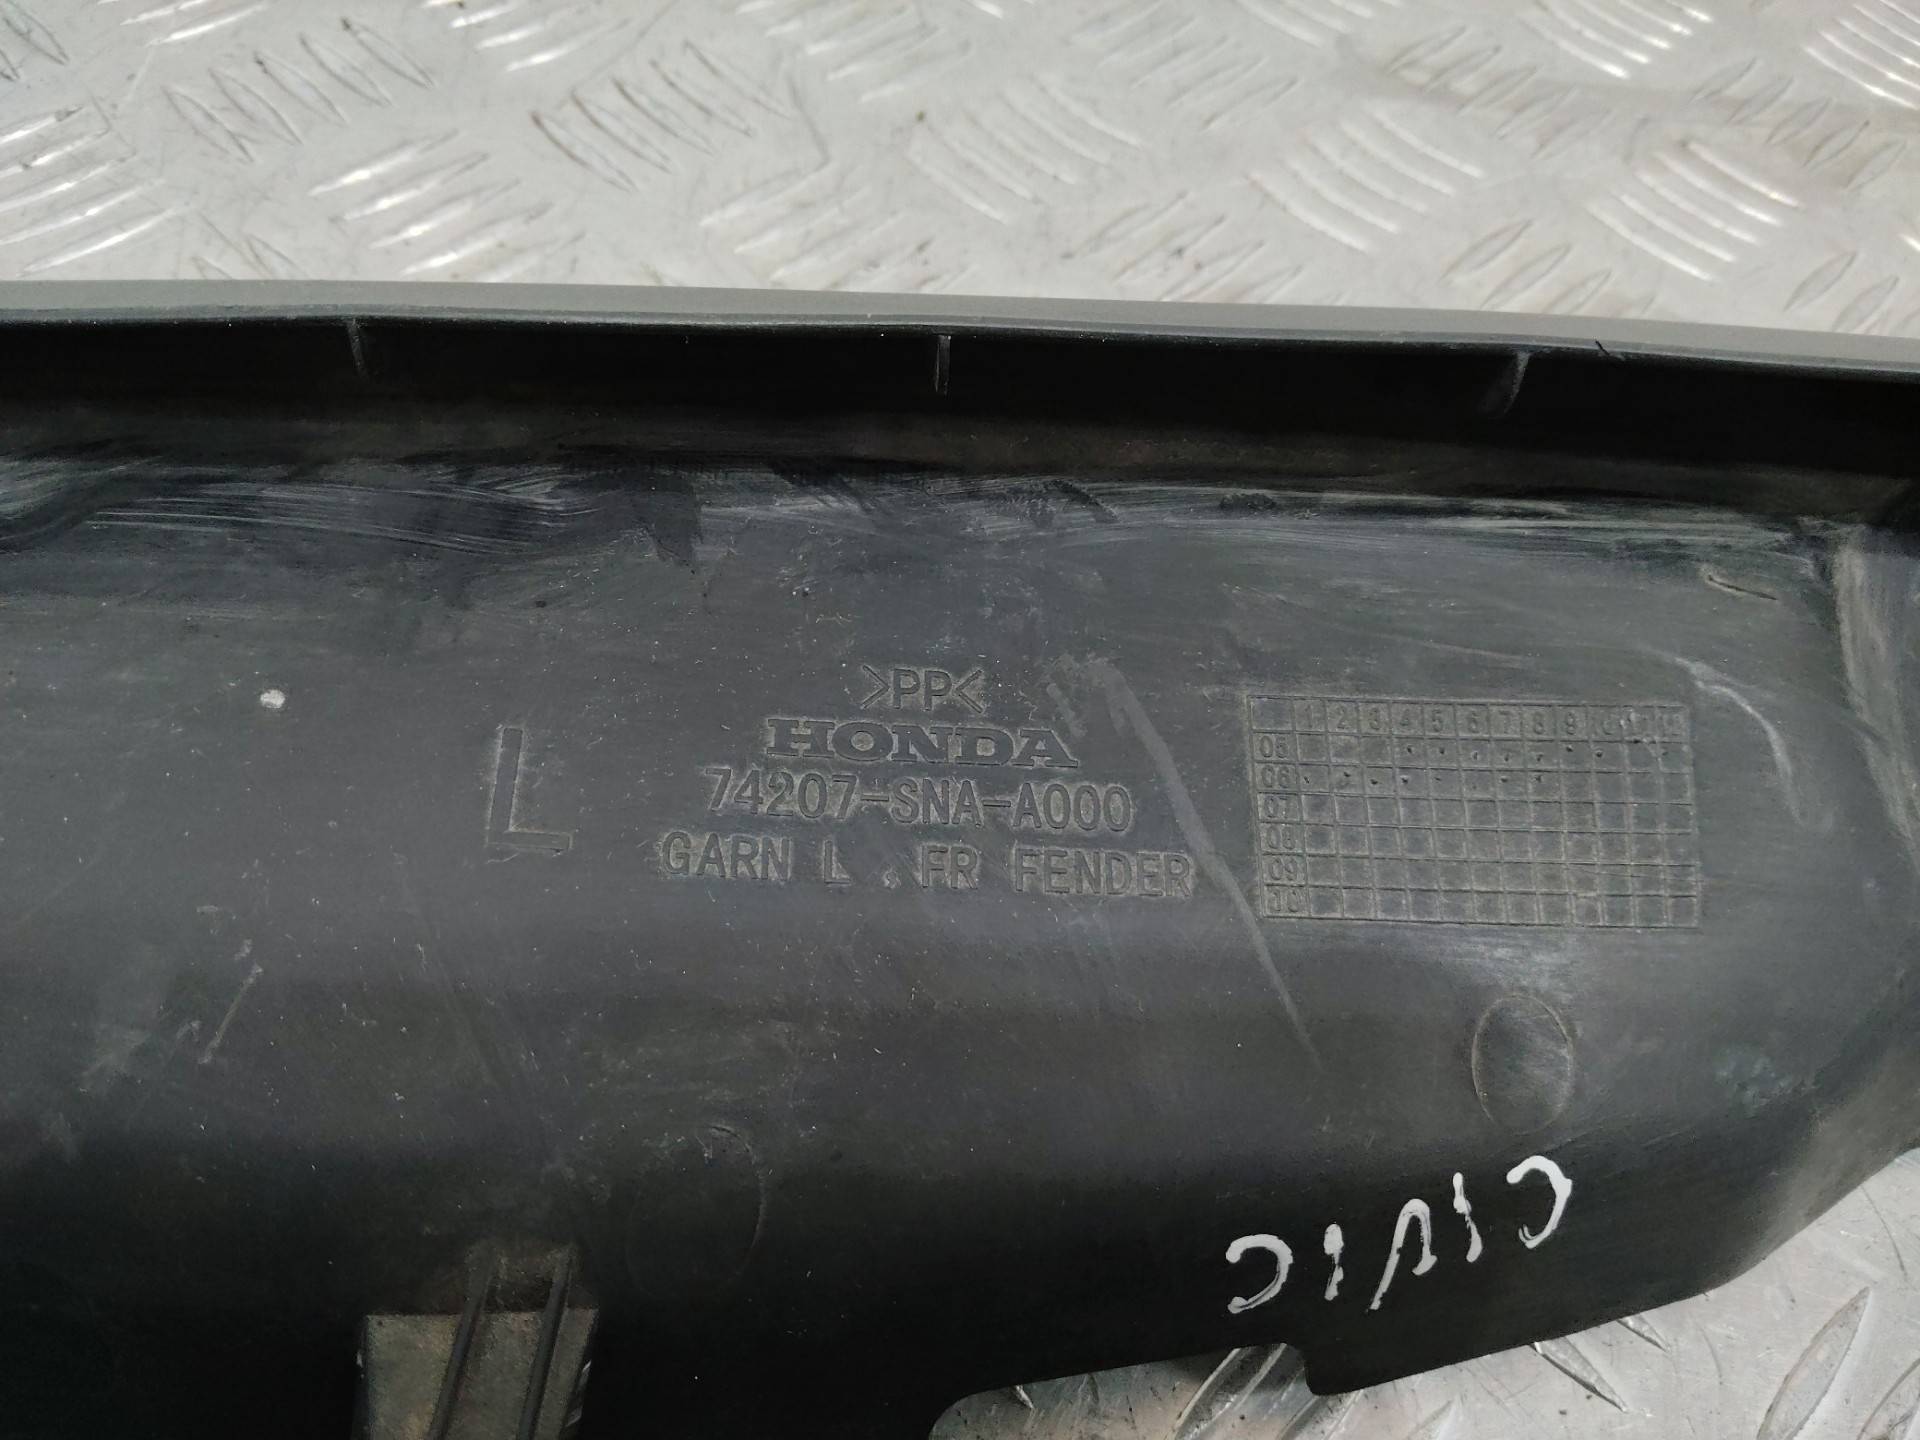 >PP<
HONDA
74207-SNA-A000
L
GARN L , FR FENDER
1 2 3 4 5 6 7 8 9 10 11 12
05
06
07
08
09
10
CIVIC